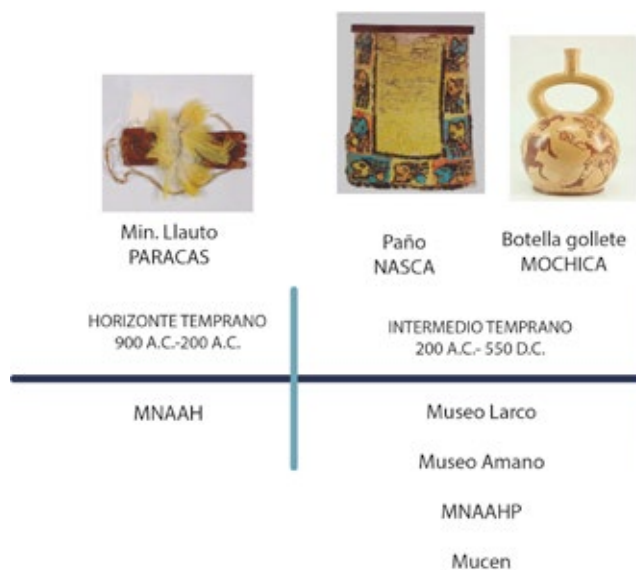 Min. Llauto
PARACAS
Paño
NASCA
Botella gollete
MOCHICA
HORIZONTE TEMPRANO
900 A.C.-200 A.C.
INTERMEDIO TEMPRANO
200 A.C.- 550 D.C.
MNAAH
Museo Larco
Museo Amano
MNAAHP
Mucen